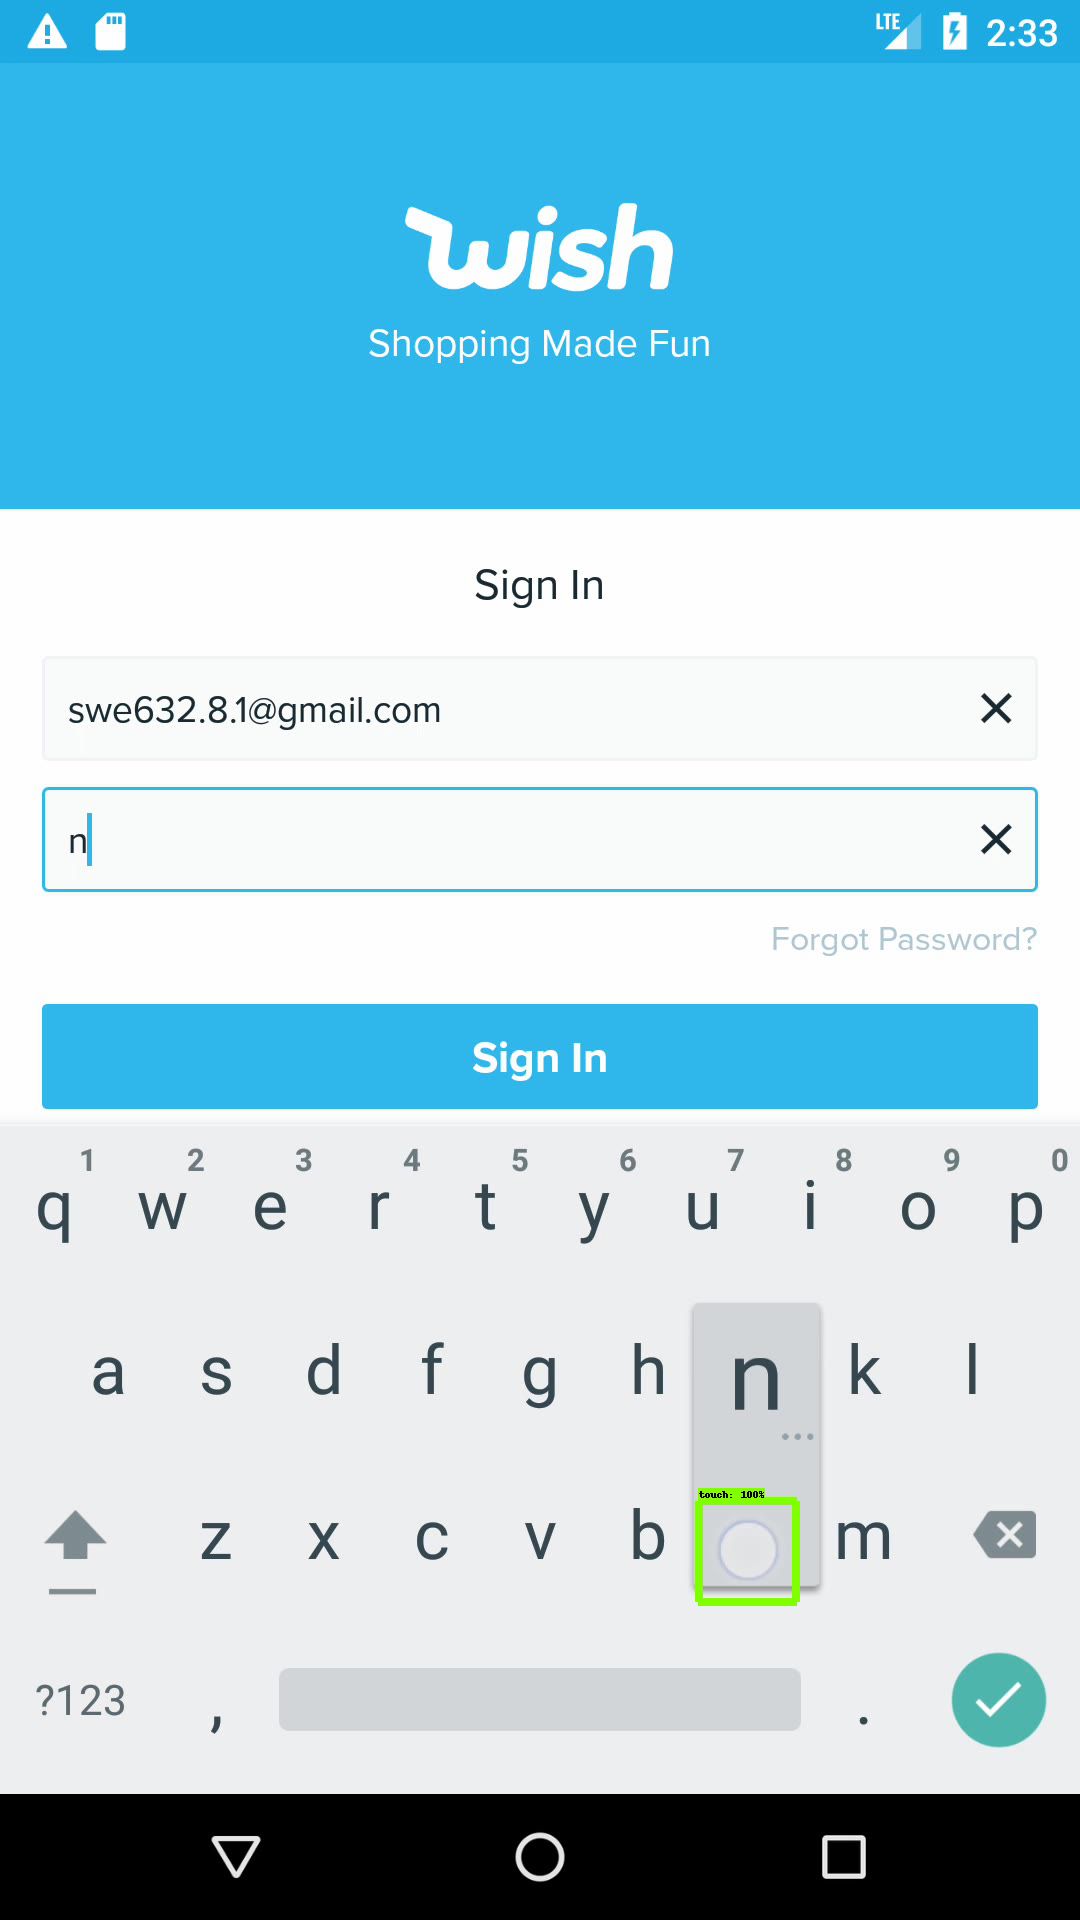 LTE 2:33
wish
Shopping Made Fun
Sign In
swe632.8.1@gmail.com
n
Forgot Password?
Sign In
1 2 3 4 5 6 7 8 9 0
q w e r t y u i o p
a s d f g h n k l
touch: 100%
z x c v b m
?123 , .